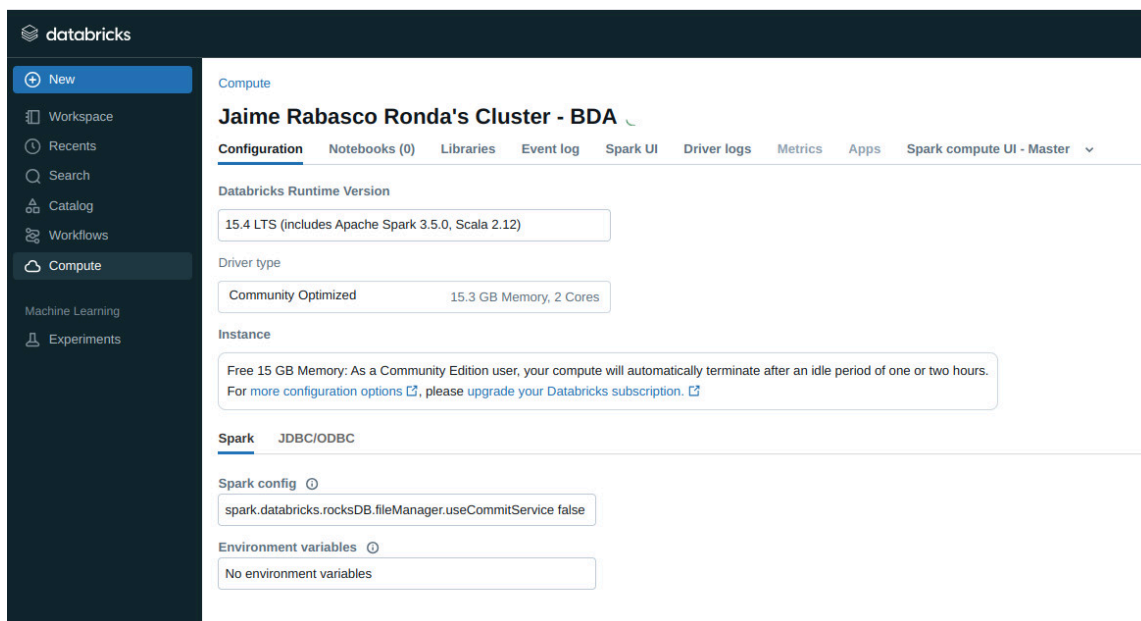 databricks
New
Workspace
Recents
Search
Catalog
Workflows
Compute
Machine Learning
Experiments
Compute
Jaime Rabasco Ronda's Cluster - BDA
Configuration Notebooks (0) Libraries Event log Spark UI Driver logs Metrics Apps Spark compute UI - Master
Databricks Runtime Version
15.4 LTS (includes Apache Spark 3.5.0, Scala 2.12)
Driver type
Community Optimized 15.3 GB Memory, 2 Cores
Instance
Free 15 GB Memory: As a Community Edition user, your compute will automatically terminate after an idle period of one or two hours.
For more configuration options, please upgrade your Databricks subscription.
Spark JDBC/ODBC
Spark config
spark.databricks.rocksDB.fileManager.useCommitService false
Environment variables
No environment variables